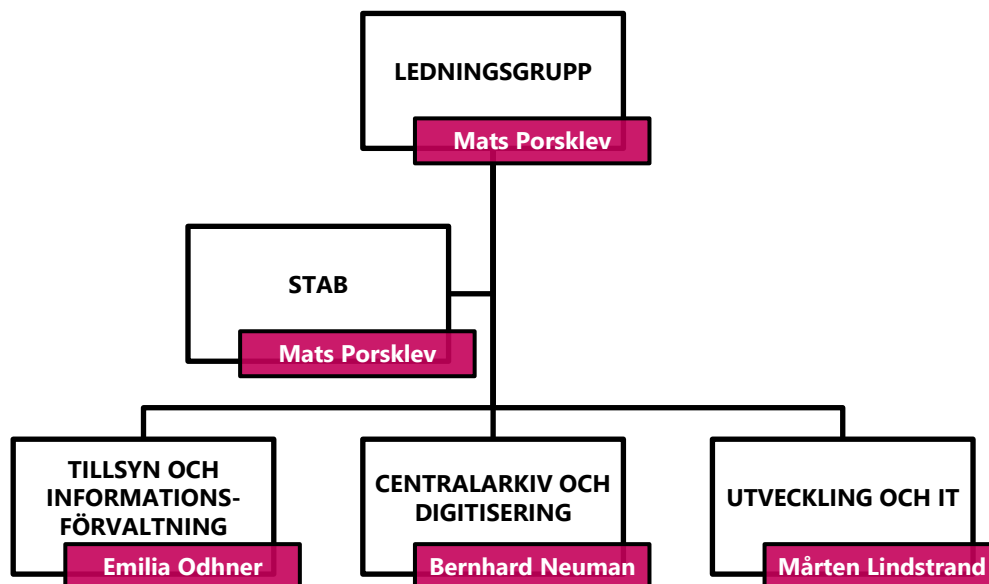 LEDNINGSGRUPP
Mats Porsklev
STAB
Mats Porsklev
TILLSYN OCH
INFORMATIONS-
FÖRVALTNING
Emilia Odhner
CENTRALARKIV OCH
DIGITISERING
Bernhard Neuman
UTVECKLING OCH IT
Mårten Lindstrand